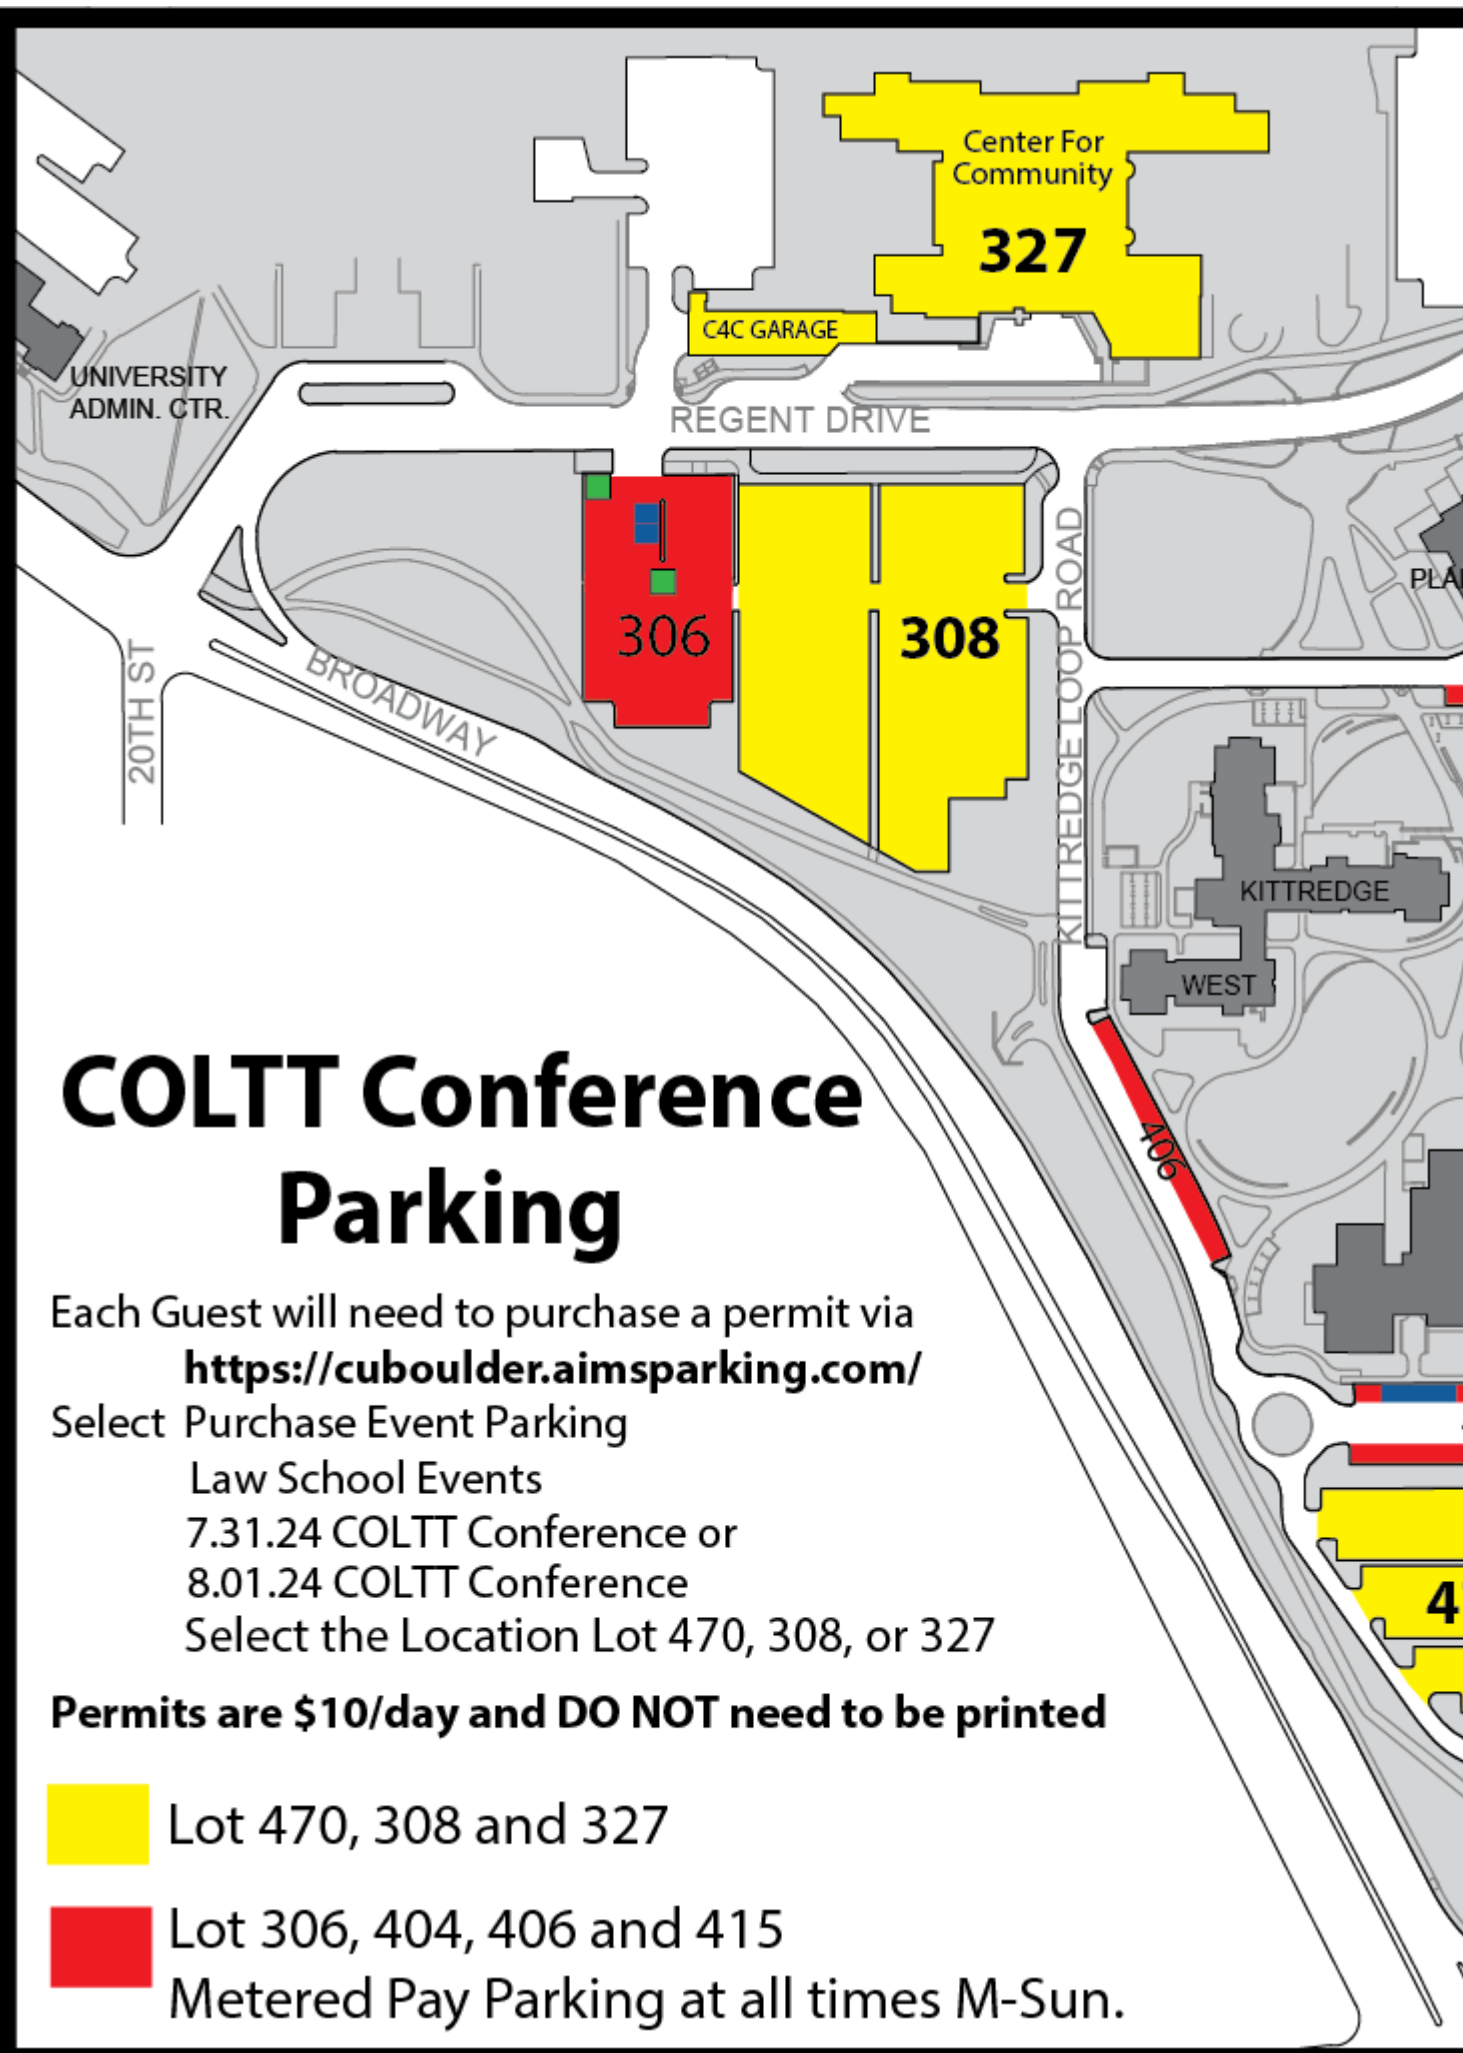 Center For
Community
327
C4C GARAGE
UNIVERSITY
ADMIN. CTR.
REGENT DRIVE
306
308
KITTREDGE LOOP ROAD
BROADWAY
20TH ST
KITTREDGE
WEST
406
COLTT Conference
Parking
Each Guest will need to purchase a permit via
https://cuboulder.aimsparking.com/
Select Purchase Event Parking
Law School Events
7.31.24 COLTT Conference or
8.01.24 COLTT Conference
Select the Location Lot 470, 308, or 327
Permits are $10/day and DO NOT need to be printed
Lot 470, 308 and 327
Lot 306, 404, 406 and 415
Metered Pay Parking at all times M-Sun.